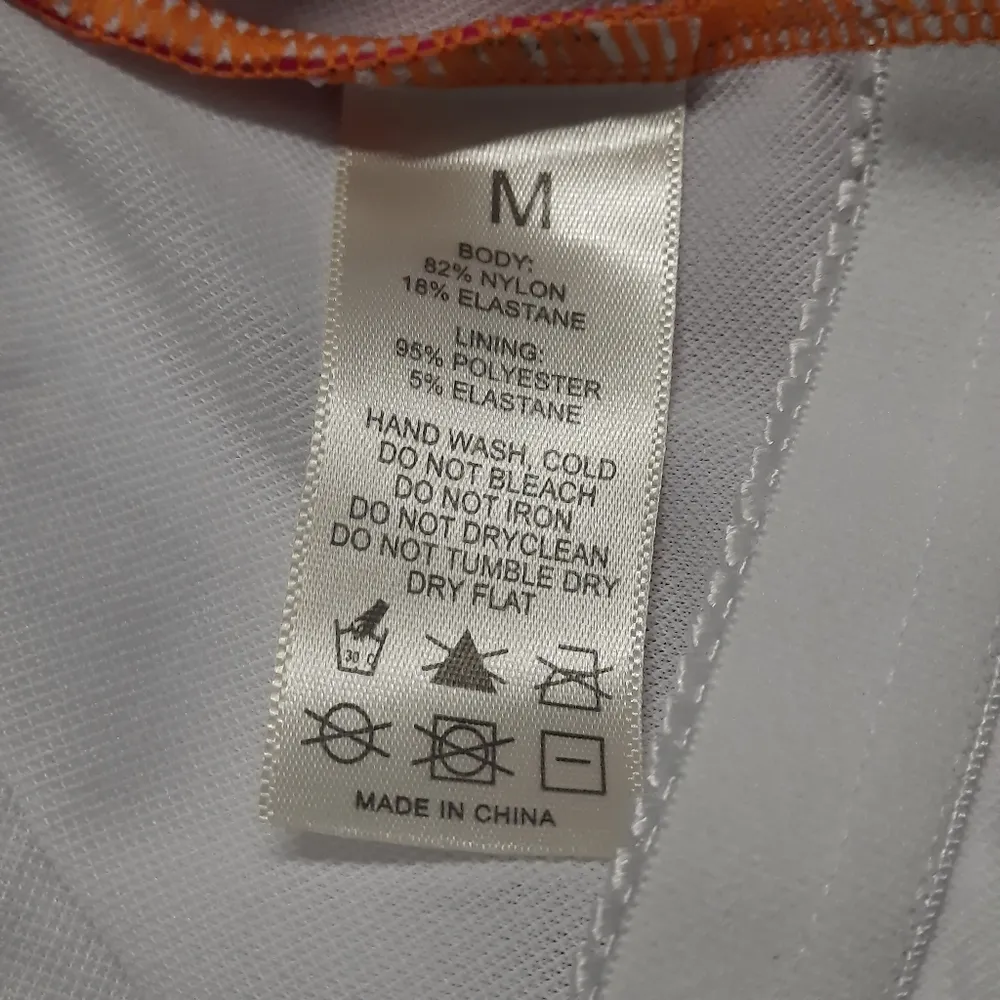 M
BODY:
82% NYLON
18% ELASTANE
LINING:
95% POLYESTER
5% ELASTANE
HAND WASH, COLD
DO NOT BLEACH
DO NOT IRON
DO NOT DRYCLEAN
DO NOT TUMBLE DRY
DRY FLAT
30 C
MADE IN CHINA